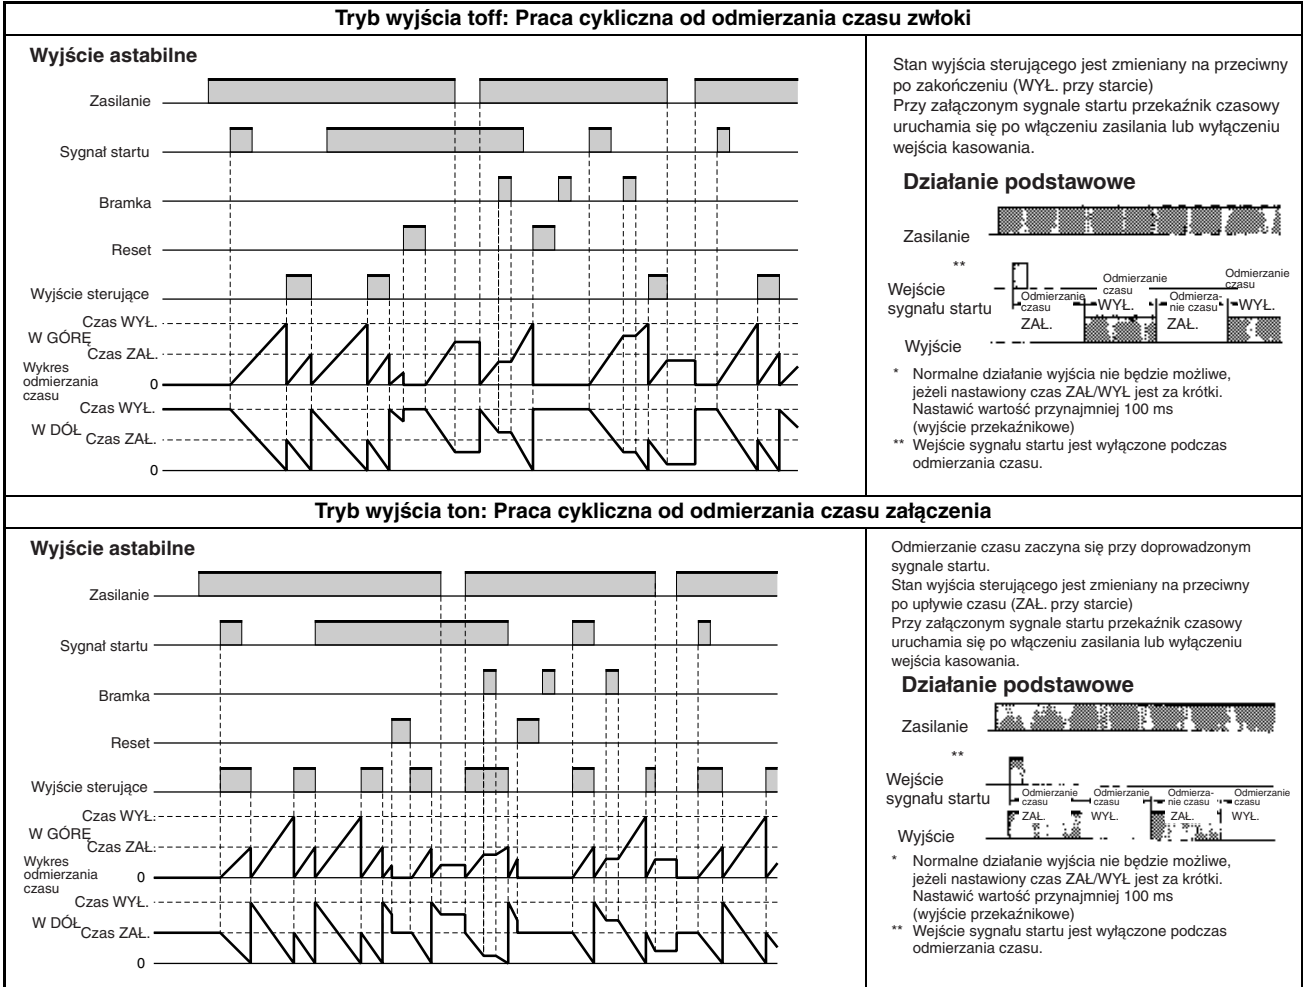 Tryb wyjścia toff: Praca cykliczna od odmierzania czasu zwłoki
Wyjście astabilne
Zasilanie
Sygnał startu
Bramka
Reset
Wyjście sterujące
Czas WYŁ.
W GÓRĘ
Czas ZAŁ.
Wykres
odmierzania
czasu
0
Czas WYŁ.
W DÓŁ
Czas ZAŁ.
0
Stan wyjścia sterującego jest zmieniany na przeciwny
po zakończeniu (WYŁ. przy starcie)
Przy załączonym sygnale startu przekaźnik czasowy
uruchamia się po włączeniu zasilania lub wyłączeniu
wejścia kasowania.
Działanie podstawowe
Zasilanie
**
Wejście
sygnału startu
Odmierzanie
czasu
Odmierzanie
czasu
Odmierza-
nie czasu
Odmierzanie
czasu
ZAŁ.
WYŁ.
ZAŁ.
WYŁ.
Wyjście
* Normalne działanie wyjścia nie będzie możliwe,
jeżeli nastawiony czas ZAŁ/WYŁ jest za krótki.
Nastawić wartość przynajmniej 100 ms
(wyjście przekaźnikowe)
** Wejście sygnału startu jest wyłączone podczas
odmierzania czasu.
Tryb wyjścia ton: Praca cykliczna od odmierzania czasu załączenia
Wyjście astabilne
Zasilanie
Sygnał startu
Bramka
Reset
Wyjście sterujące
Czas WYŁ.
W GÓRĘ
Czas ZAŁ.
Wykres
odmierzania
czasu
0
Czas WYŁ.
W DÓŁ
Czas ZAŁ.
0
Odmierzanie czasu zaczyna się przy doprowadzonym
sygnale startu.
Stan wyjścia sterującego jest zmieniany na przeciwny
po upływie czasu (ZAŁ. przy starcie)
Przy załączonym sygnale startu przekaźnik czasowy
uruchamia się po włączeniu zasilania lub wyłączeniu
wejścia kasowania.
Działanie podstawowe
Zasilanie
**
Wejście
sygnału startu
Odmierzanie
czasu
Odmierzanie
czasu
Odmierza-
nie czasu
Odmierzanie
czasu
ZAŁ.
WYŁ.
ZAŁ.
WYŁ.
Wyjście
* Normalne działanie wyjścia nie będzie możliwe,
jeżeli nastawiony czas ZAŁ/WYŁ jest za krótki.
Nastawić wartość przynajmniej 100 ms
(wyjście przekaźnikowe)
** Wejście sygnału startu jest wyłączone podczas
odmierzania czasu.